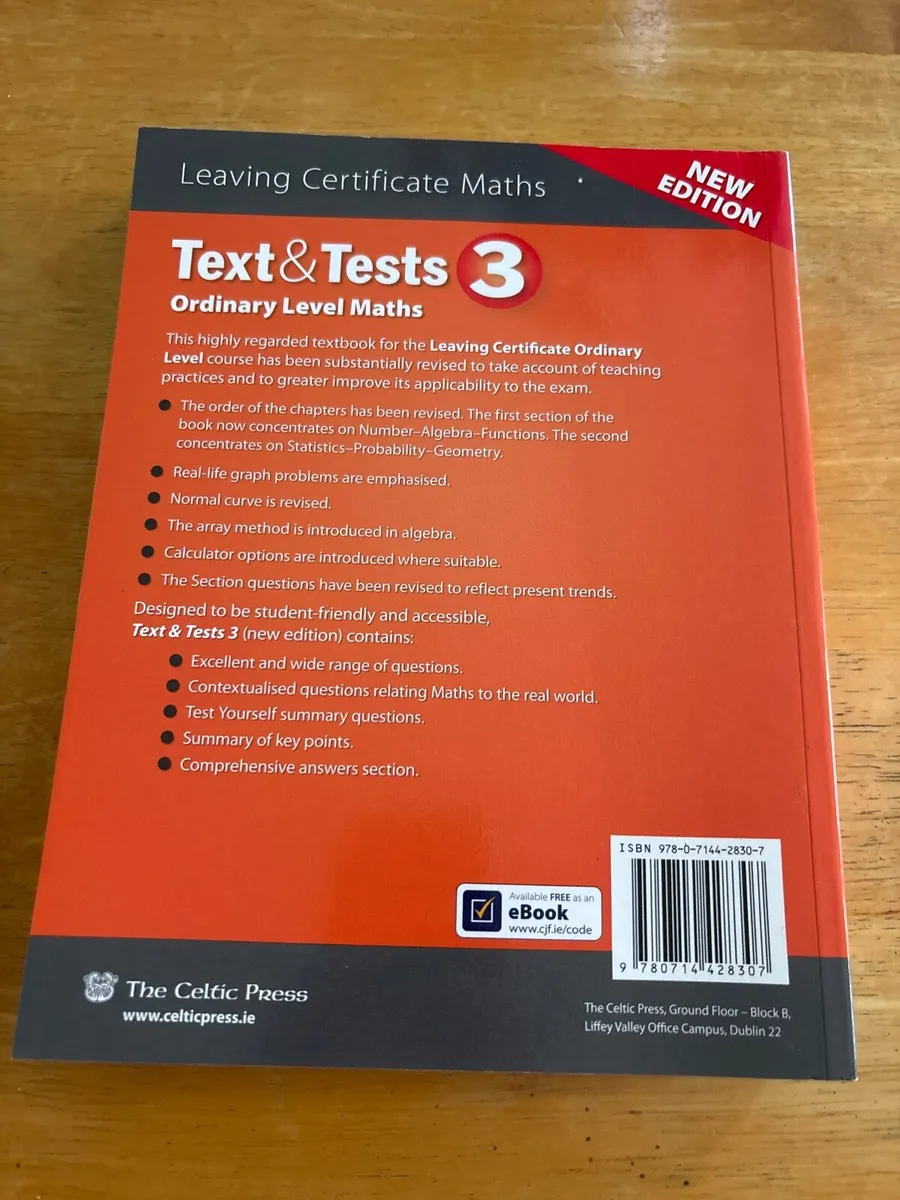 Leaving Certificate Maths
NEW
EDITION
Text & Tests 3
Ordinary Level Maths
This highly regarded textbook for the Leaving Certificate Ordinary
Level course has been substantially revised to take account of teaching
practices and to greater improve its applicability to the exam.
● The order of the chapters has been revised. The first section of the
book now concentrates on Number–Algebra–Functions. The second
concentrates on Statistics–Probability–Geometry.
● Real-life graph problems are emphasised.
● Normal curve is revised.
● The array method is introduced in algebra.
● Calculator options are introduced where suitable.
● The Section questions have been revised to reflect present trends.
Designed to be student-friendly and accessible,
Text & Tests 3 (new edition) contains:
● Excellent and wide range of questions.
● Contextualised questions relating Maths to the real world.
● Test Yourself summary questions.
● Summary of key points.
● Comprehensive answers section.
ISBN 978-0-7144-2830-7
9 780714 428307
Available FREE as an
eBook
www.cjf.ie/code
The Celtic Press
www.celticpress.ie
The Celtic Press, Ground Floor – Block B,
Liffey Valley Office Campus, Dublin 22